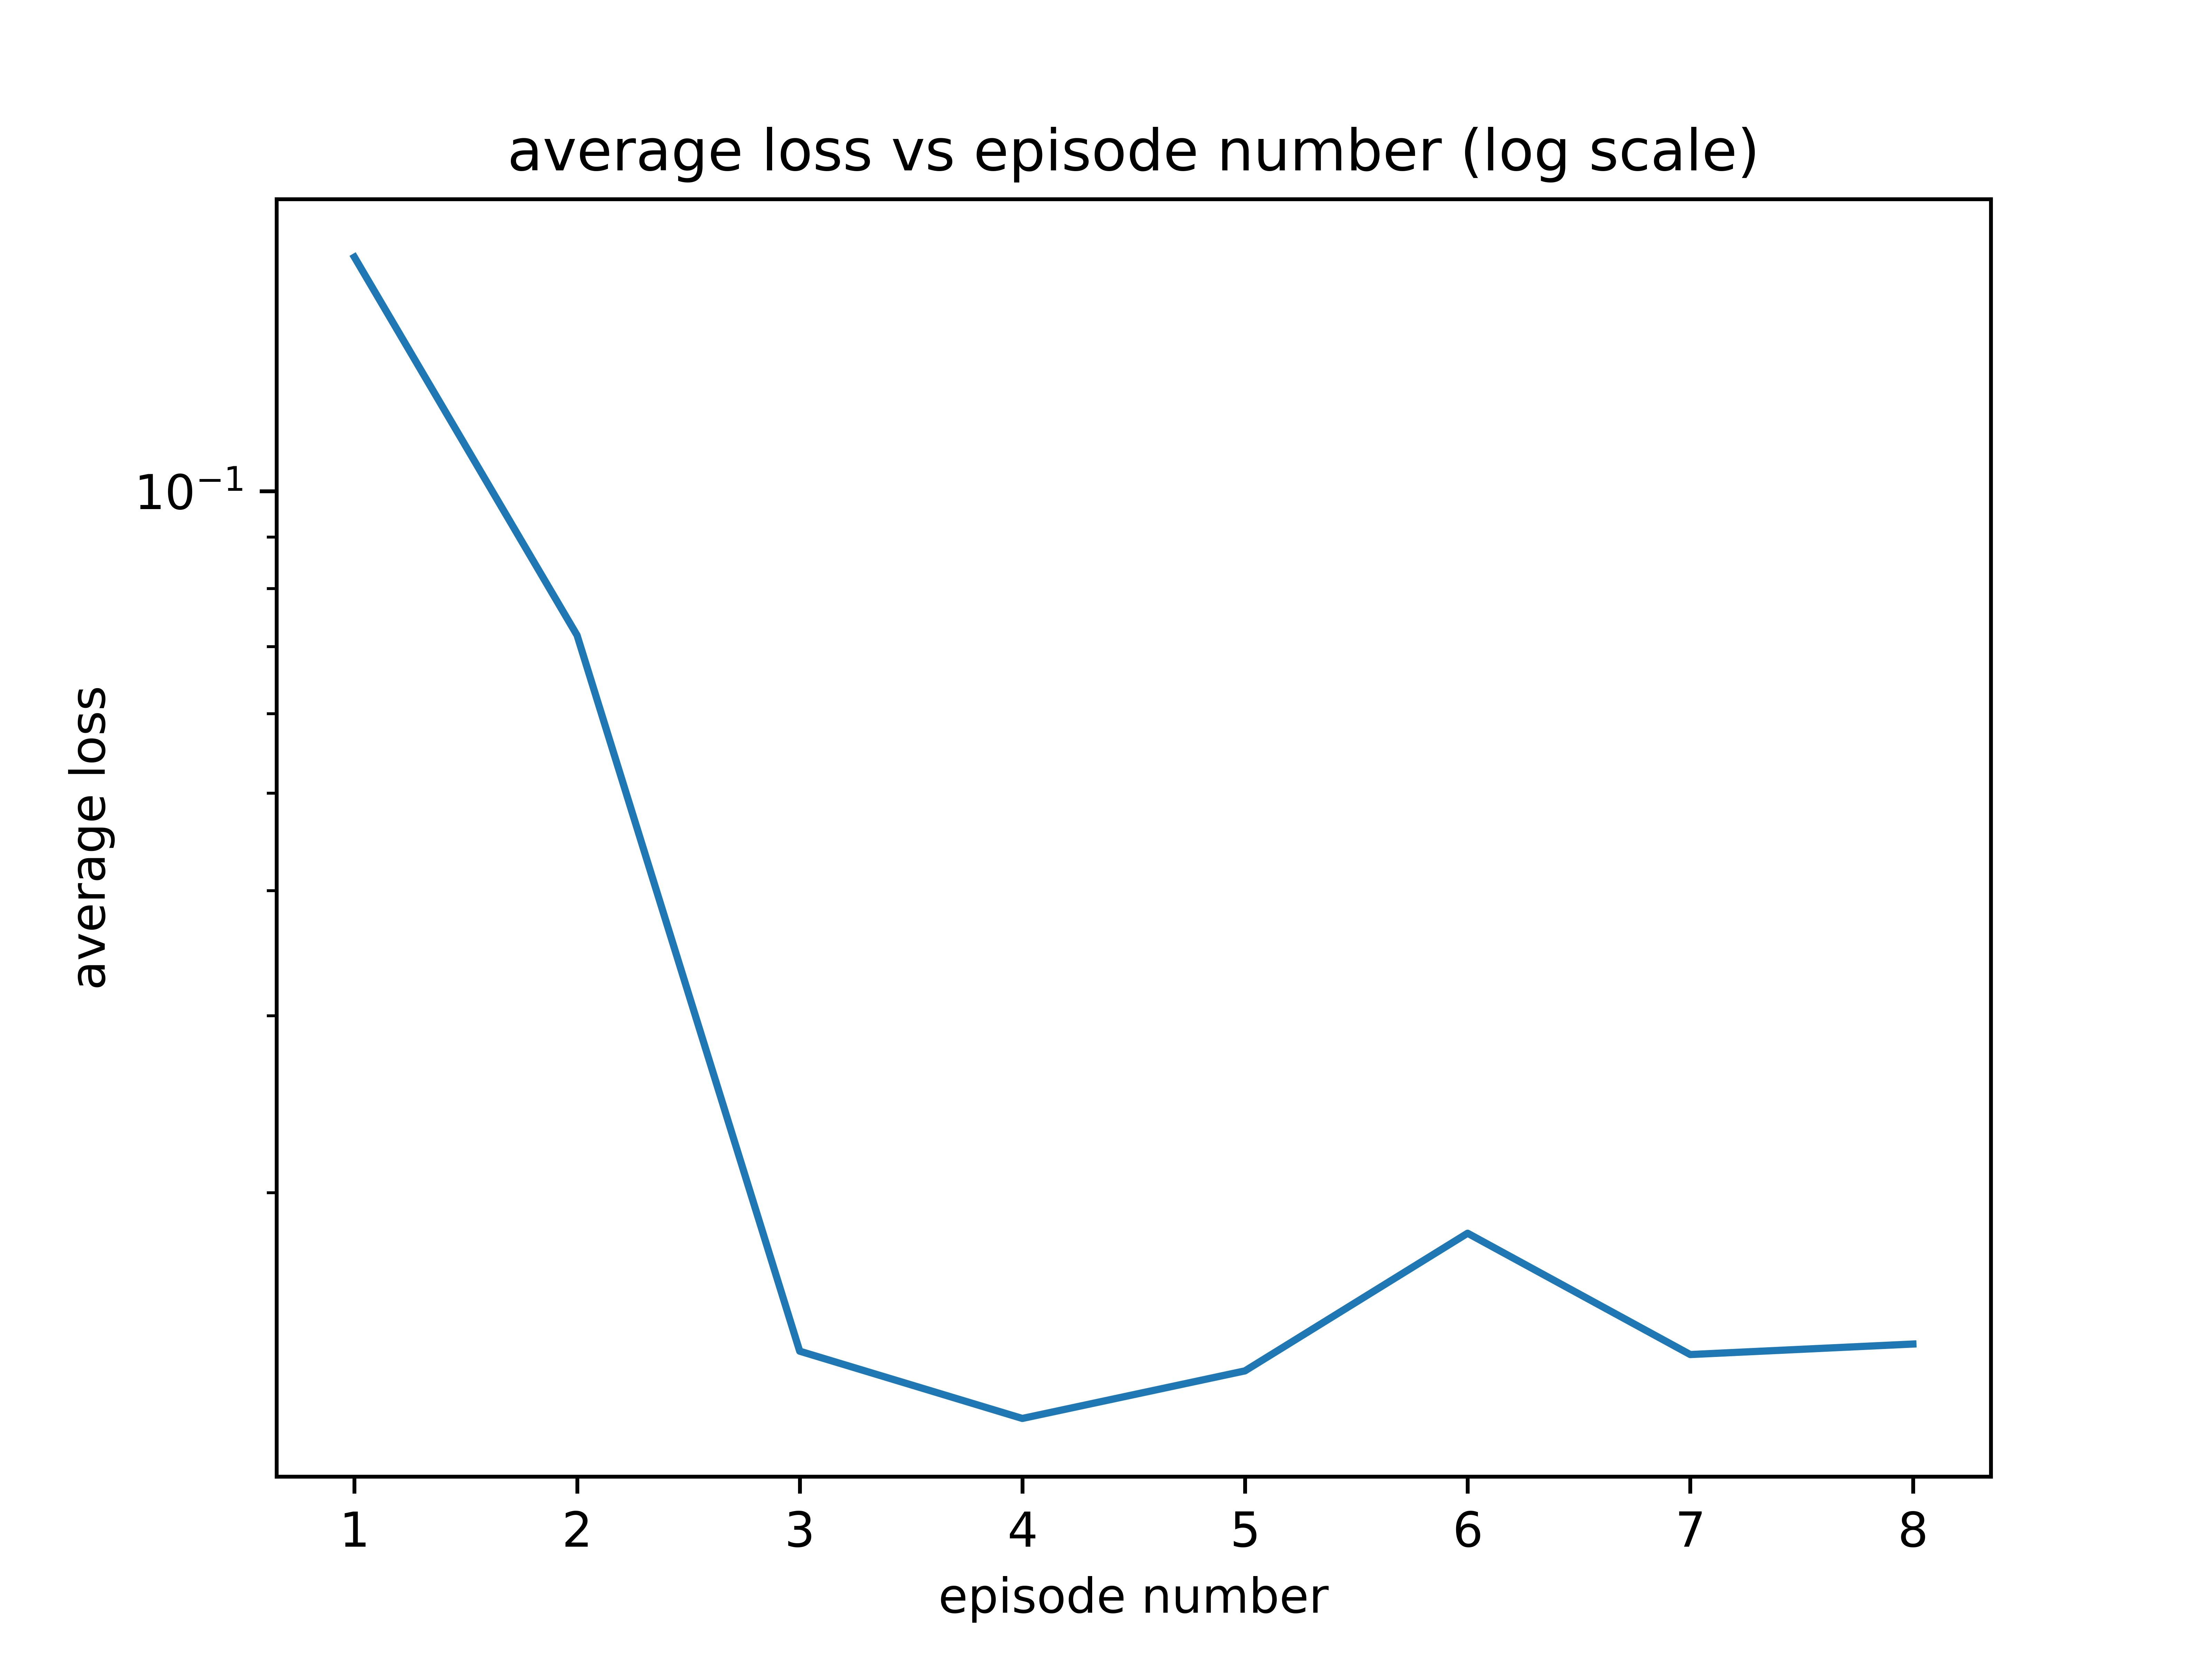 average loss vs episode number (log scale)
10⁻¹
average loss
1 2 3 4 5 6 7 8
episode number